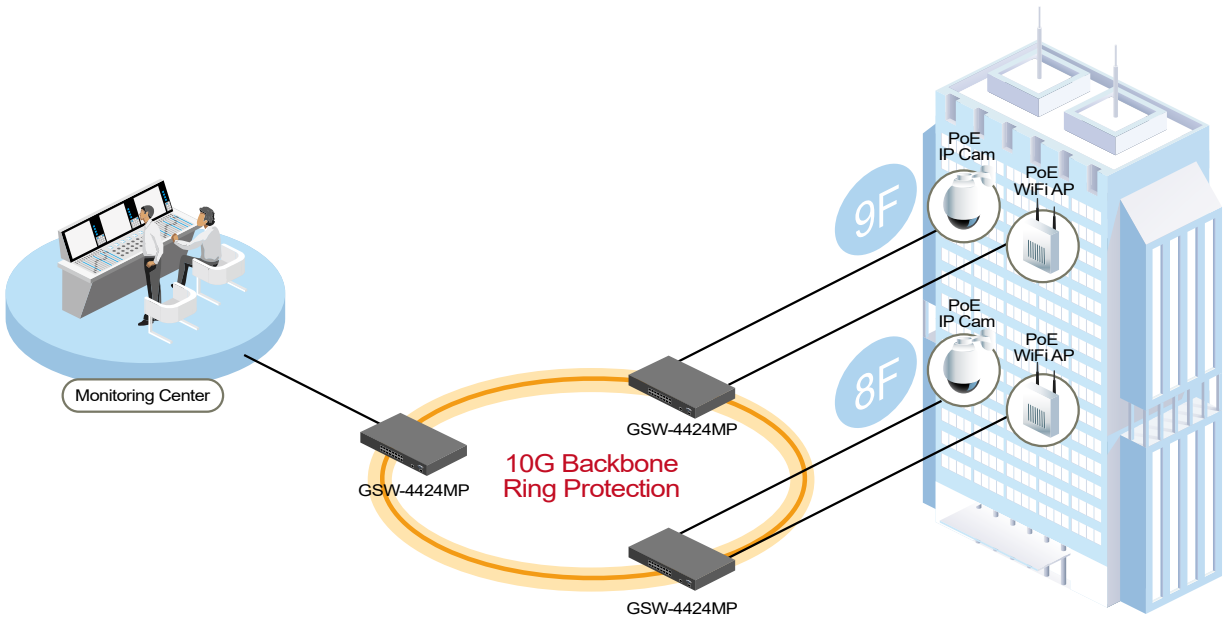 PoE
IP Cam
PoE
WiFi AP
9F
PoE
IP Cam
PoE
WiFi AP
8F
Monitoring Center
GSW-4424MP
GSW-4424MP
10G Backbone
Ring Protection
GSW-4424MP